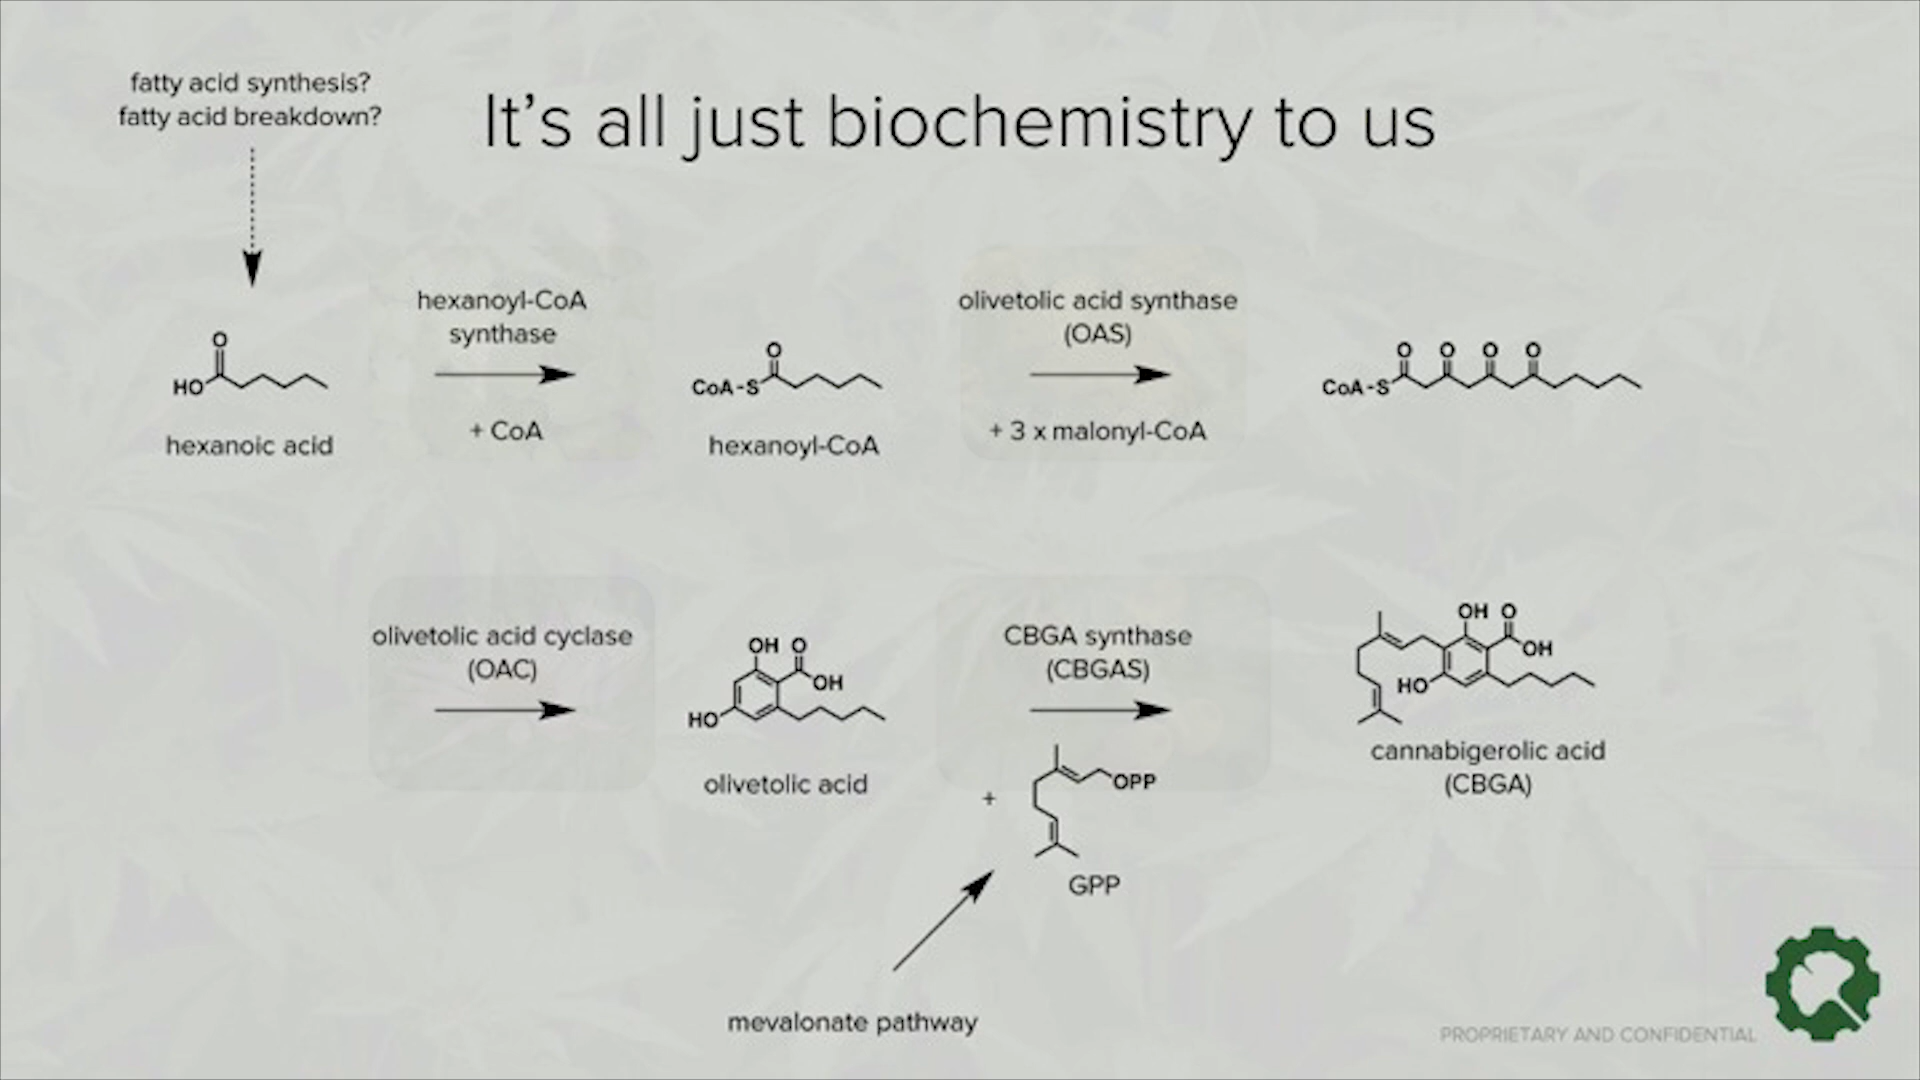 fatty acid synthesis?
fatty acid breakdown?
It's all just biochemistry to us
hexanoyl-CoA
synthase
+ CoA
olivetolic acid synthase
(OAS)
+ 3 x malonyl-CoA
O
HO
hexanoic acid
O
CoA-S
hexanoyl-CoA
O O O O
CoA-S
olivetolic acid cyclase
(OAC)
OH O
OH
HO
olivetolic acid
CBGA synthase
(CBGAS)
+
OPP
GPP
OH O
OH
HO
cannabigerolic acid
(CBGA)
mevalonate pathway
PROPRIETARY AND CONFIDENTIAL